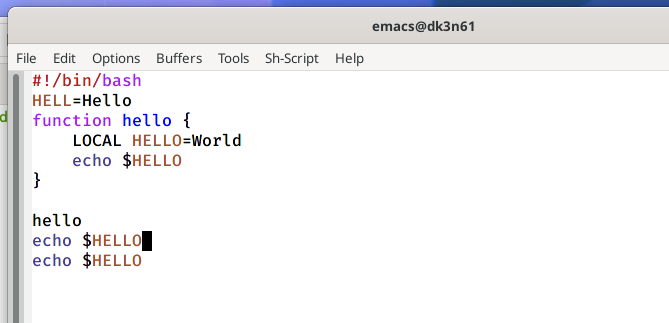 emacs@dk3n61
File Edit Options Buffers Tools Sh-Script Help
#!/bin/bash
HELL=Hello
function hello {
    LOCAL HELLO=World
    echo $HELLO
}
hello
echo $HELLO
echo $HELLO